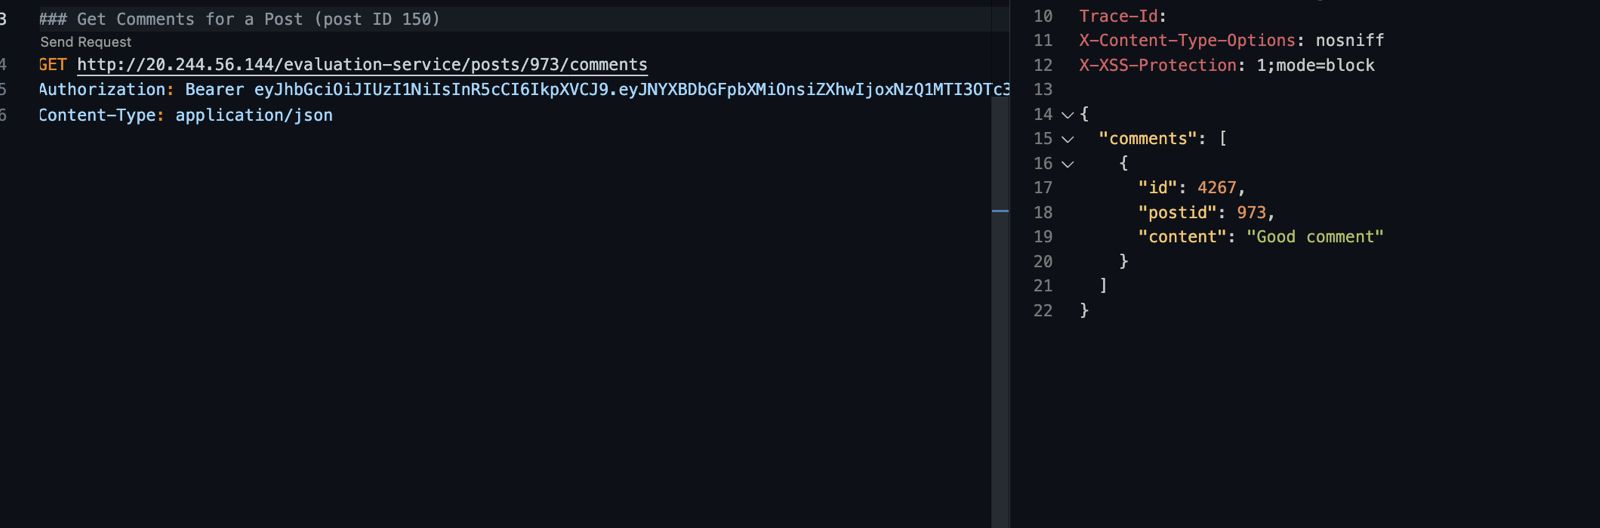 3 ### Get Comments for a Post (post ID 150)
Send Request
4 GET http://20.244.56.144/evaluation-service/posts/973/comments
5 Authorization: Bearer eyJhbGciOiJIUzI1NiIsInR5cCI6IkpXVCJ9.eyJNYXBDbGFpbXMiOnsiZXhwIjoxNzQ1MTI3OTc3
6 Content-Type: application/json
10 Trace-Id:
11 X-Content-Type-Options: nosniff
12 X-XSS-Protection: 1;mode=block
13
14 {
15 "comments": [
16 {
17 "id": 4267,
18 "postid": 973,
19 "content": "Good comment"
20 }
21 ]
22 }